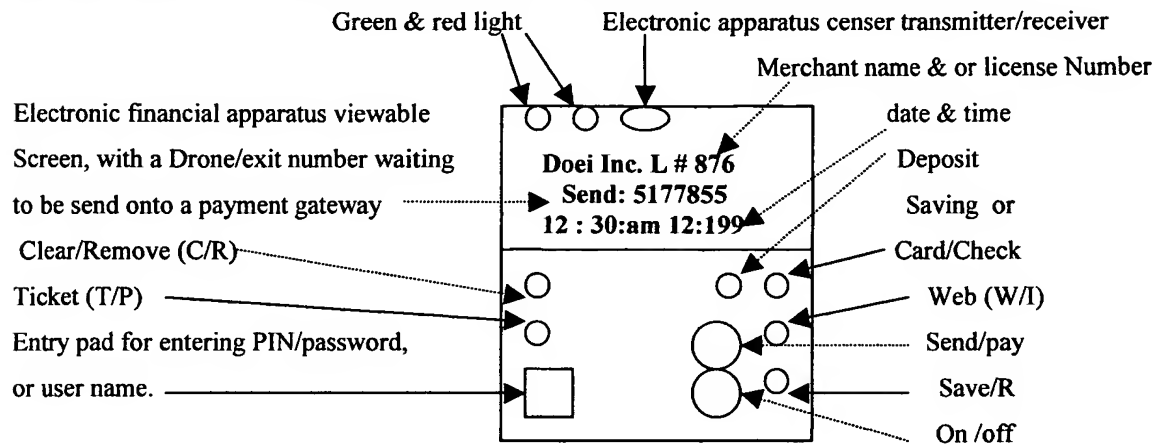 Green & red light
Electronic apparatus censer transmitter/receiver
Merchant name & or license Number
Electronic financial apparatus viewable
Screen, with a Drone/exit number waiting
to be send onto a payment gateway
date & time
Deposit
Saving or
Card/Check
Doei Inc. L # 876
Send: 5177855
12 : 30:am 12:199
Clear/Remove (C/R)
Ticket (T/P)
Entry pad for entering PIN/password,
or user name.
Web (W/I)
Send/pay
Save/R
On /off